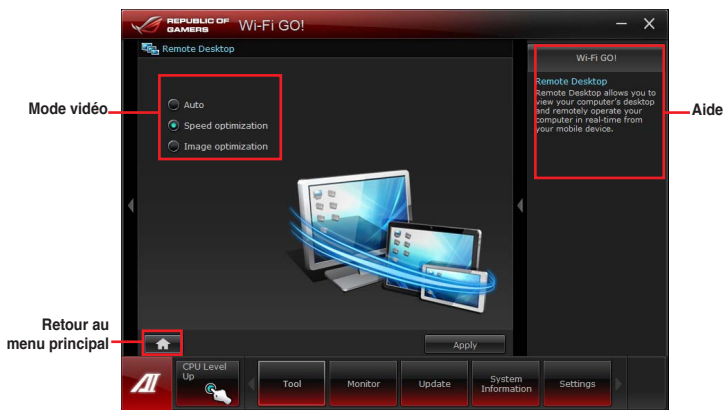 REPUBLIC OF
GAMERS
Wi-Fi GO!
Remote Desktop
Mode vidéo
Auto
Speed optimization
Image optimization
Wi-Fi GO!
Remote Desktop
Remote Desktop allows you to
view your computer's desktop
and remotely operate your
computer in real-time from
your mobile device.
Aide
Retour au
menu principal
Apply
CPU Level
Up
Tool
Monitor
Update
System
Information
Settings